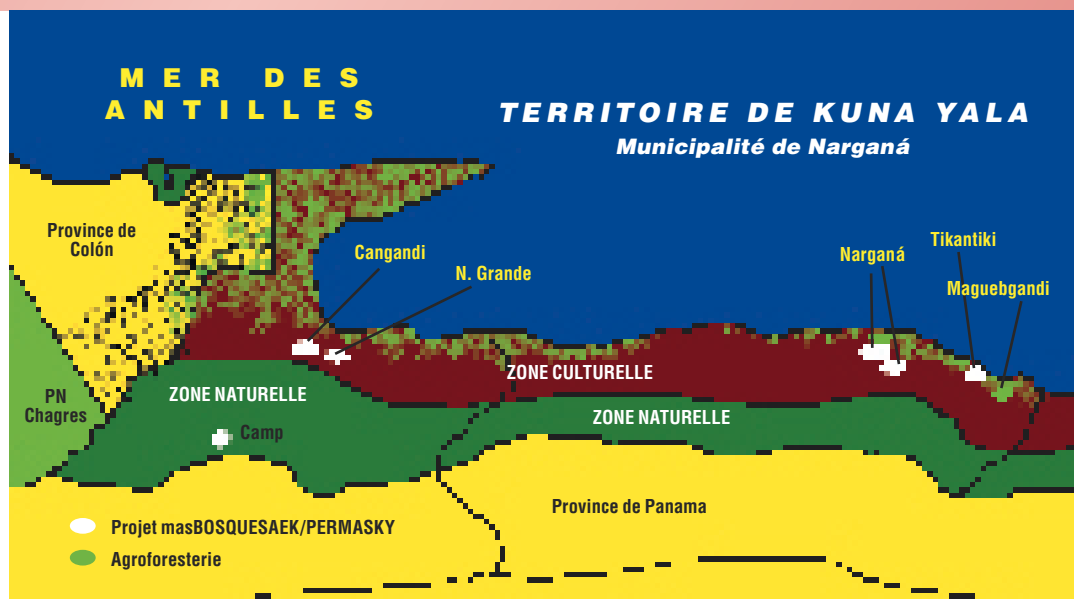 MER DES
ANTILLES
TERRITOIRE DE KUNA YALA
Municipalité de Narganá
Province de
Colón
Cangandi
N. Grande
Narganá
Tikantiki
Maguebgandi
ZONE CULTURELLE
ZONE NATURELLE
PN
Chagres
Camp
ZONE NATURELLE
Province de Panama
Projet masBOSQUESAEK/PERMASKY
Agroforesterie